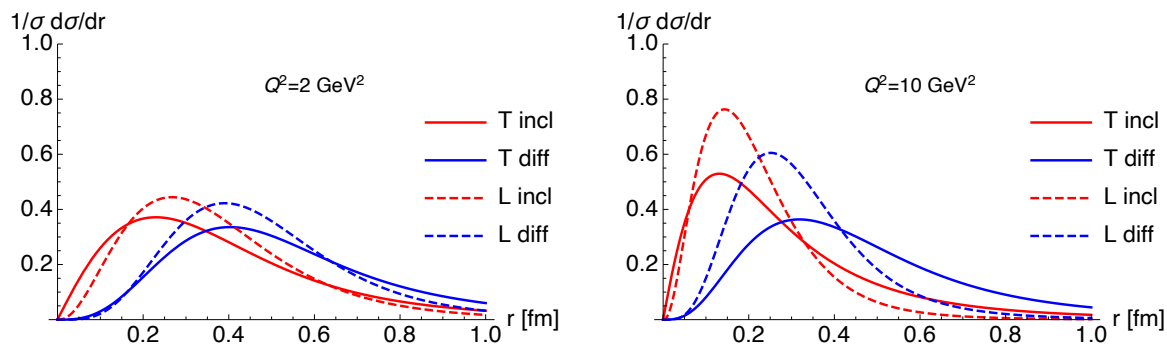 1/σ dσ/dr
1.0
0.8
0.6
0.4
0.2
0.2 0.4 0.6 0.8 1.0
r [fm]
Q²=2 GeV²
T incl
T diff
L incl
L diff
1/σ dσ/dr
1.0
0.8
0.6
0.4
0.2
0.2 0.4 0.6 0.8 1.0
r [fm]
Q²=10 GeV²
T incl
T diff
L incl
L diff